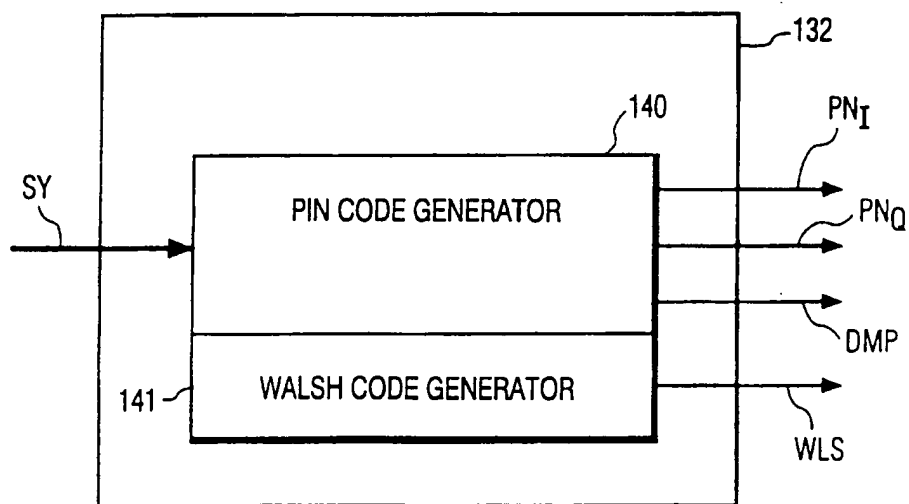 132
140
PN_I
SY
PIN CODE GENERATOR
PN_Q
DMP
141
WALSH CODE GENERATOR
WLS